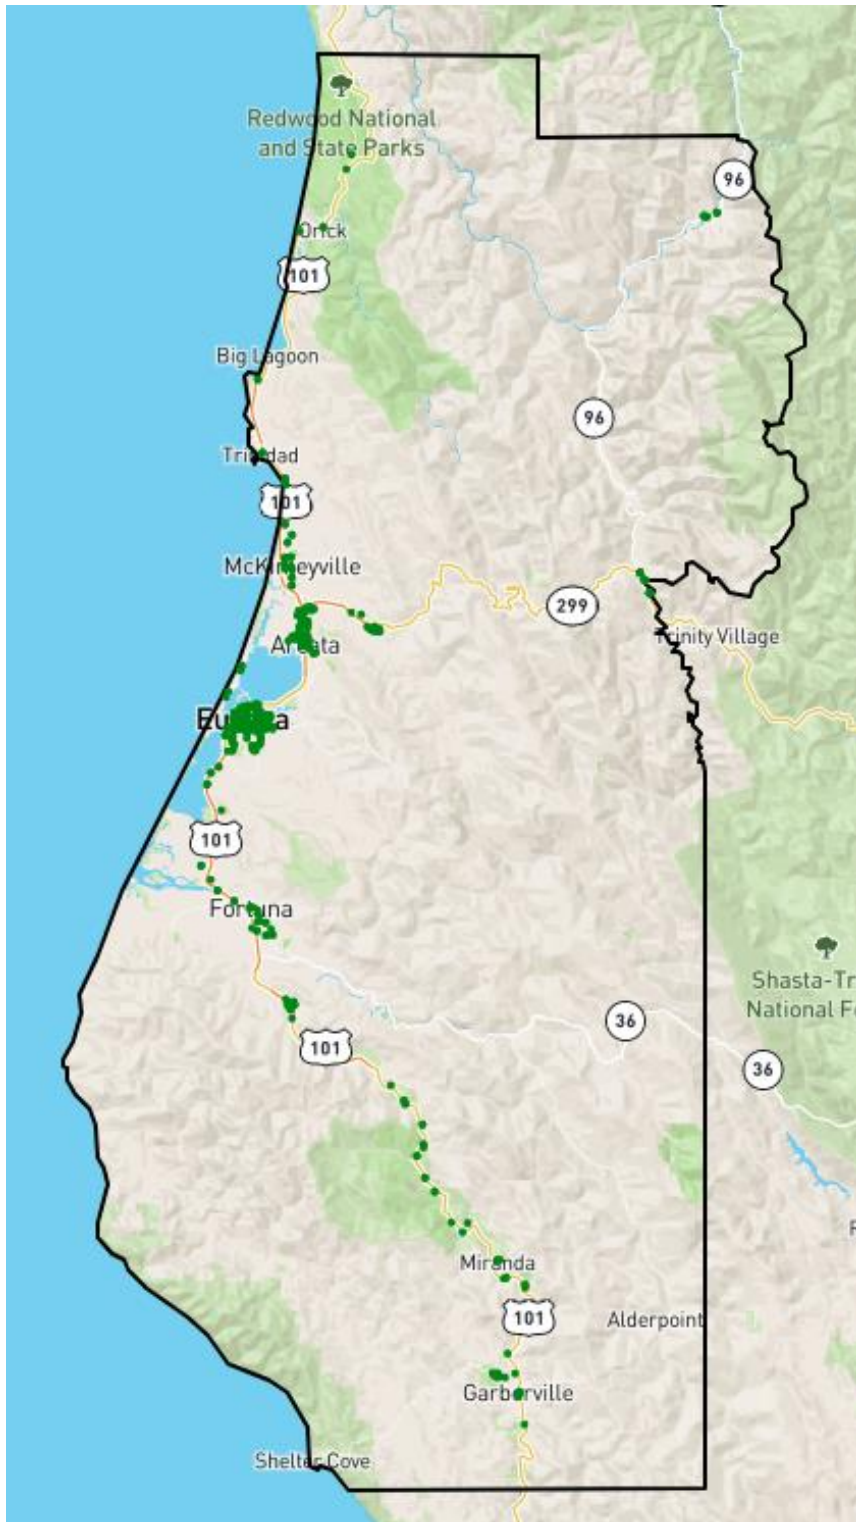 Redwood National
and State Parks
96
Orick
101
Big Lagoon
96
Trinidad
101
McKinleyville
299
Arcata
Trinity Village
Eureka
101
Fortuna
Shasta-Tr
National Fo
36
101
36
Miranda
101
Alderpoint
Garberville
Shelter Cove